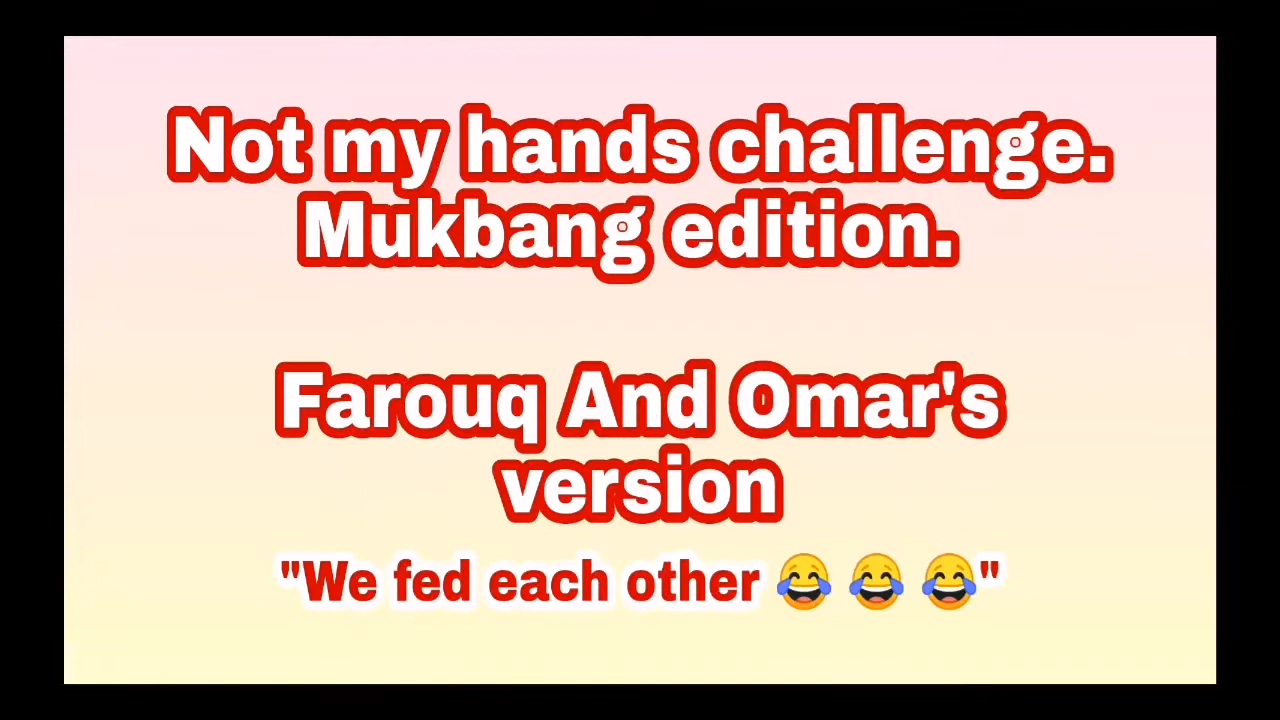 Not my hands challenge.
Mukbang edition.
Farouq And Omar's
version
"We fed each other 😂 😂 😂"